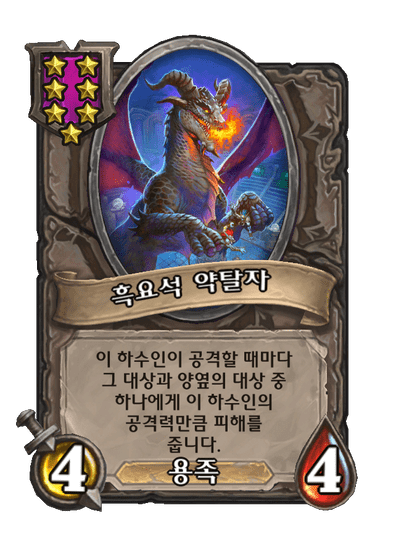 흑요석 약탈자
이 하수인이 공격할 때마다
그 대상과 양옆의 대상 중
하나에게 이 하수인의
공격력만큼 피해를
줍니다.
용족
4
4